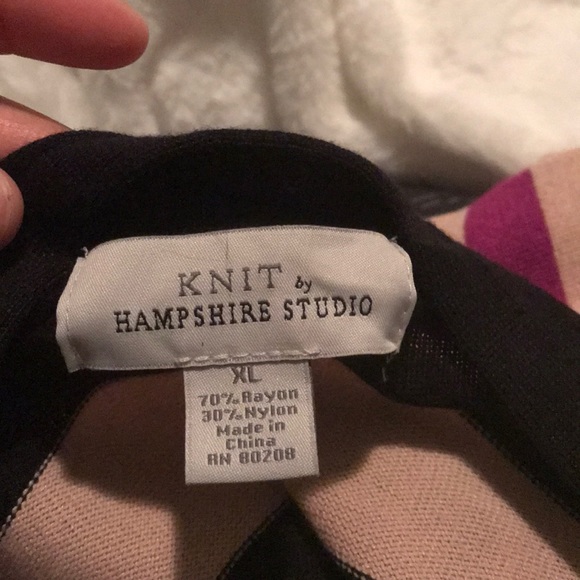 KNIT by
HAMPSHIRE STUDIO
XL
70% Rayon
30% Nylon
Made in
China
RN 80208